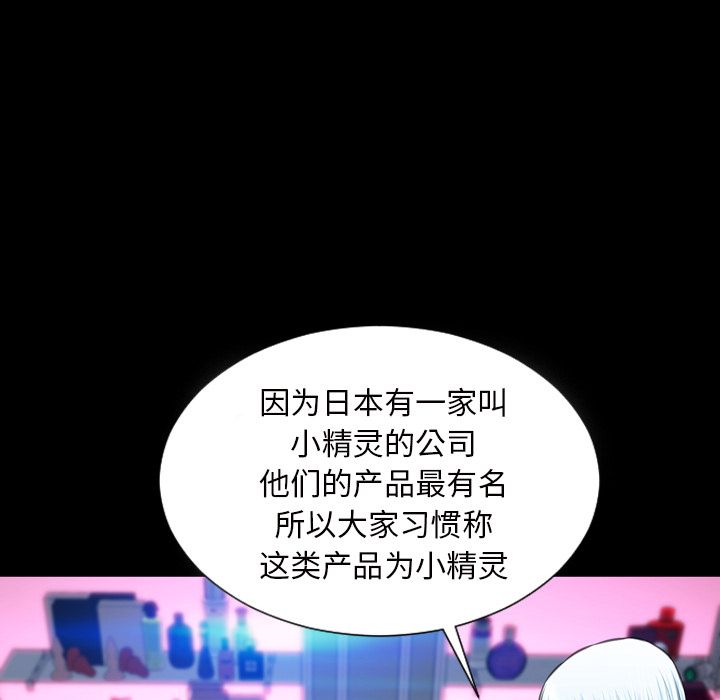 因为日本有一家叫
小精灵的公司
他们的产品最有名
所以大家习惯称
这类产品为小精灵